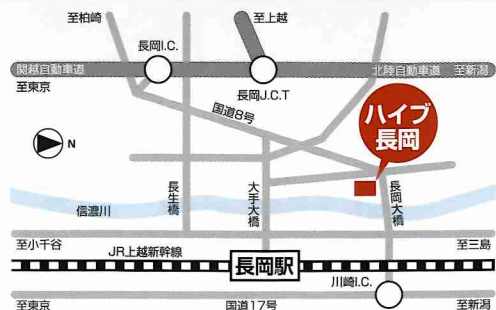 至柏崎
至上越
長岡I.C.
関越自動車道
北陸自動車道
至新潟
至東京
長岡J.C.T
国道8号
ハイブ
長岡
N
長生橋
大手大橋
長岡大橋
信濃川
至小千谷
至三島
JR上越新幹線
長岡駅
川崎I.C.
至東京
国道17号
至新潟